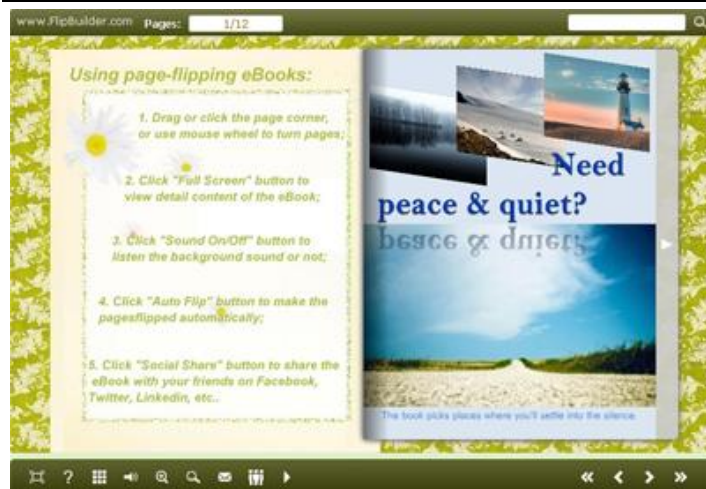 www.FlipBuilder.com Pages: 1/12
Using page-flipping eBooks:
1. Drag or click the page corner,
or use mouse wheel to turn pages;
2. Click "Full Screen" button to
view detail content of the eBook;
3. Click "Sound On/Off" button to
listen the background sound or not;
4. Click "Auto Flip" button to make the
pagesflipped automatically;
5. Click "Social Share" button to share the
eBook with your friends on Facebook,
Twitter, Linkedin, etc..
Need
peace & quiet?
The book picks places where you'll settle into the silence.